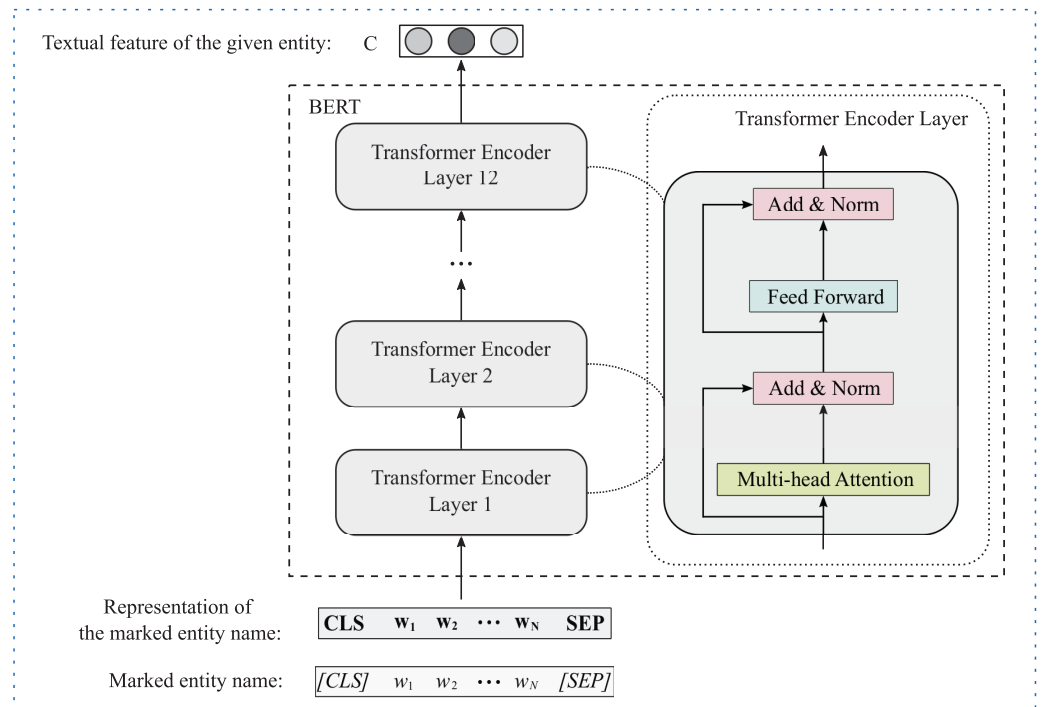 Textual feature of the given entity: C
BERT
Transformer Encoder Layer
Transformer Encoder
Layer 12
Add & Norm
...
Feed Forward
Transformer Encoder
Layer 2
Add & Norm
Transformer Encoder
Layer 1
Multi-head Attention
Representation of
the marked entity name:
CLS w₁ w₂ ... w_N SEP
Marked entity name:
[CLS] w₁ w₂ ... w_N [SEP]